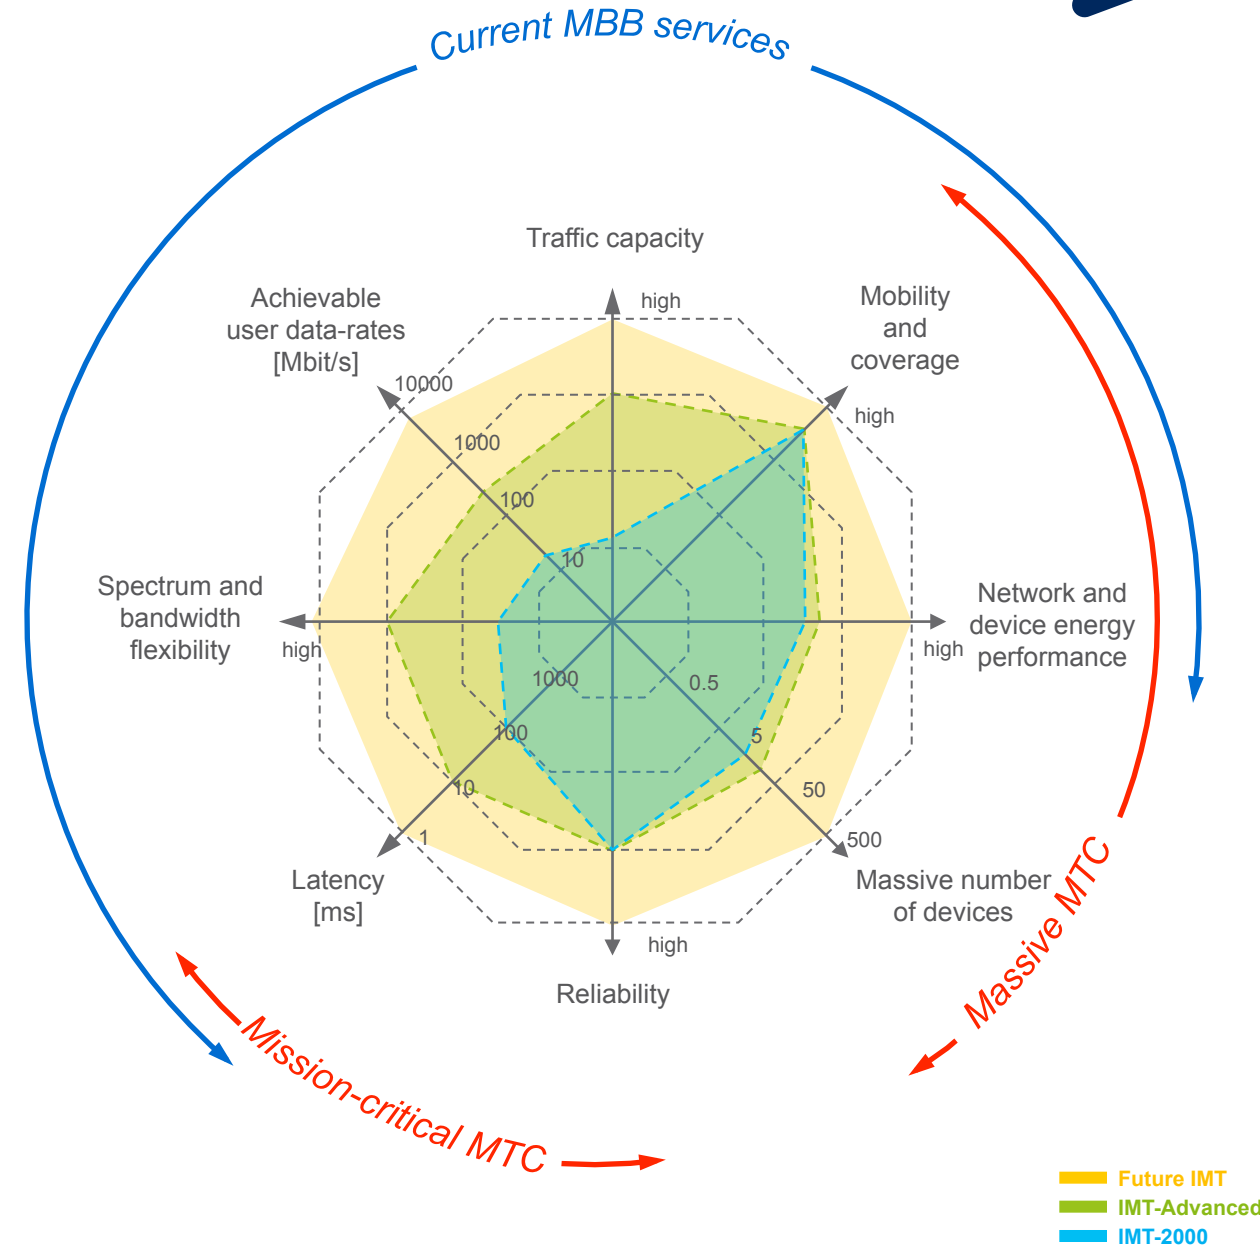 Current MBB services
Traffic capacity
high
Achievable
user data-rates
[Mbit/s]
Mobility
and
coverage
10000
high
1000
100
10
Spectrum and
bandwidth
flexibility
high
Network and
device energy
performance
high
1000
0.5
100
5
10
50
1
500
Latency
[ms]
Massive number
of devices
Massive MTC
high
Reliability
Mission-critical MTC
Future IMT
IMT-Advanced
IMT-2000